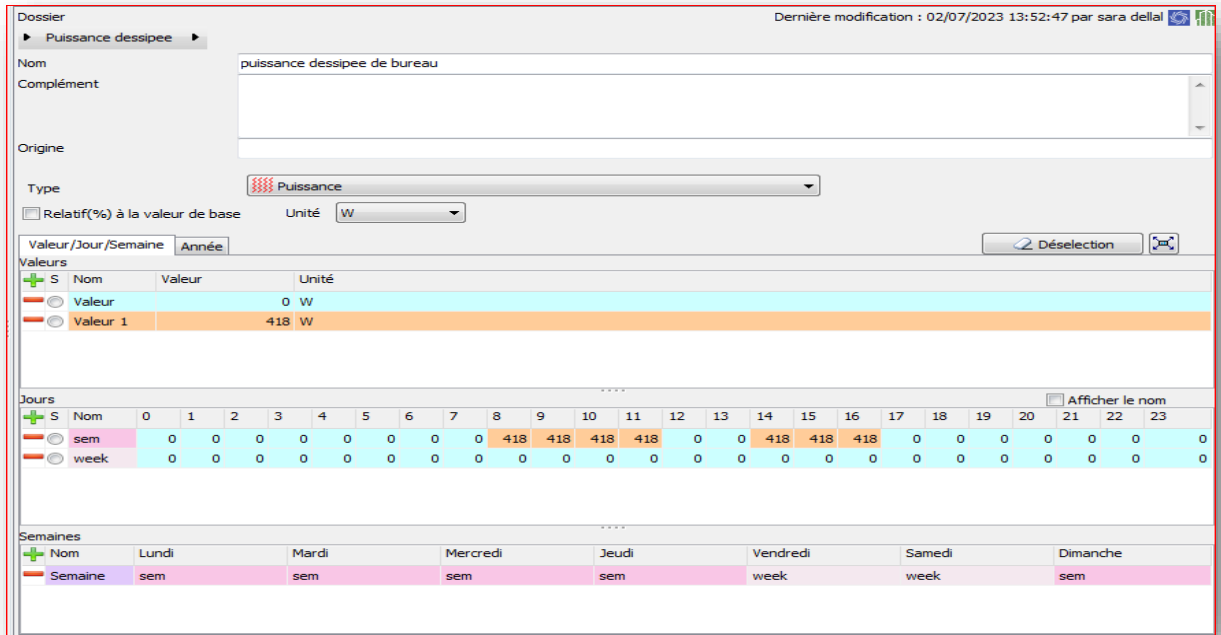 Dossier Dernière modification : 02/07/2023 13:52:47 par sara dellal
Puissance dessipee
Nom puissance dessipee de bureau
Complément
Origine
Type Puissance
Relatif(%) à la valeur de base Unité W
Valeur/Jour/Semaine Année Déselection
Valeurs
S Nom Valeur Unité
Valeur 0 W
Valeur 1 418 W
Jours Afficher le nom
S Nom 0 1 2 3 4 5 6 7 8 9 10 11 12 13 14 15 16 17 18 19 20 21 22 23
sem 0 0 0 0 0 0 0 0 418 418 418 418 0 0 418 418 418 0 0 0 0 0 0 0
week 0 0 0 0 0 0 0 0 0 0 0 0 0 0 0 0 0 0 0 0 0 0 0 0
Semaines
Nom Lundi Mardi Mercredi Jeudi Vendredi Samedi Dimanche
Semaine sem sem sem sem week week sem